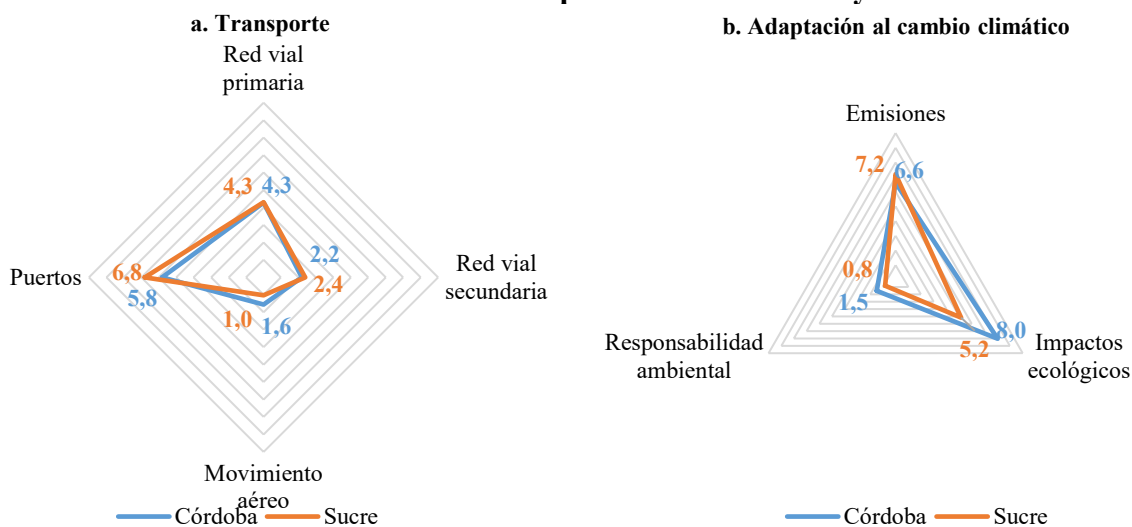 a. Transporte
Red vial
primaria
4,3 4,3
2,2
Puertos
6,8
Red vial
secundaria
2,4
5,8
1,0
1,6
Movimiento
aéreo
Córdoba Sucre
b. Adaptación al cambio climático
Emisiones
7,2
6,6
0,8
1,5
8,0
5,2
Responsabilidad
ambiental
Impactos
ecológicos
Córdoba Sucre